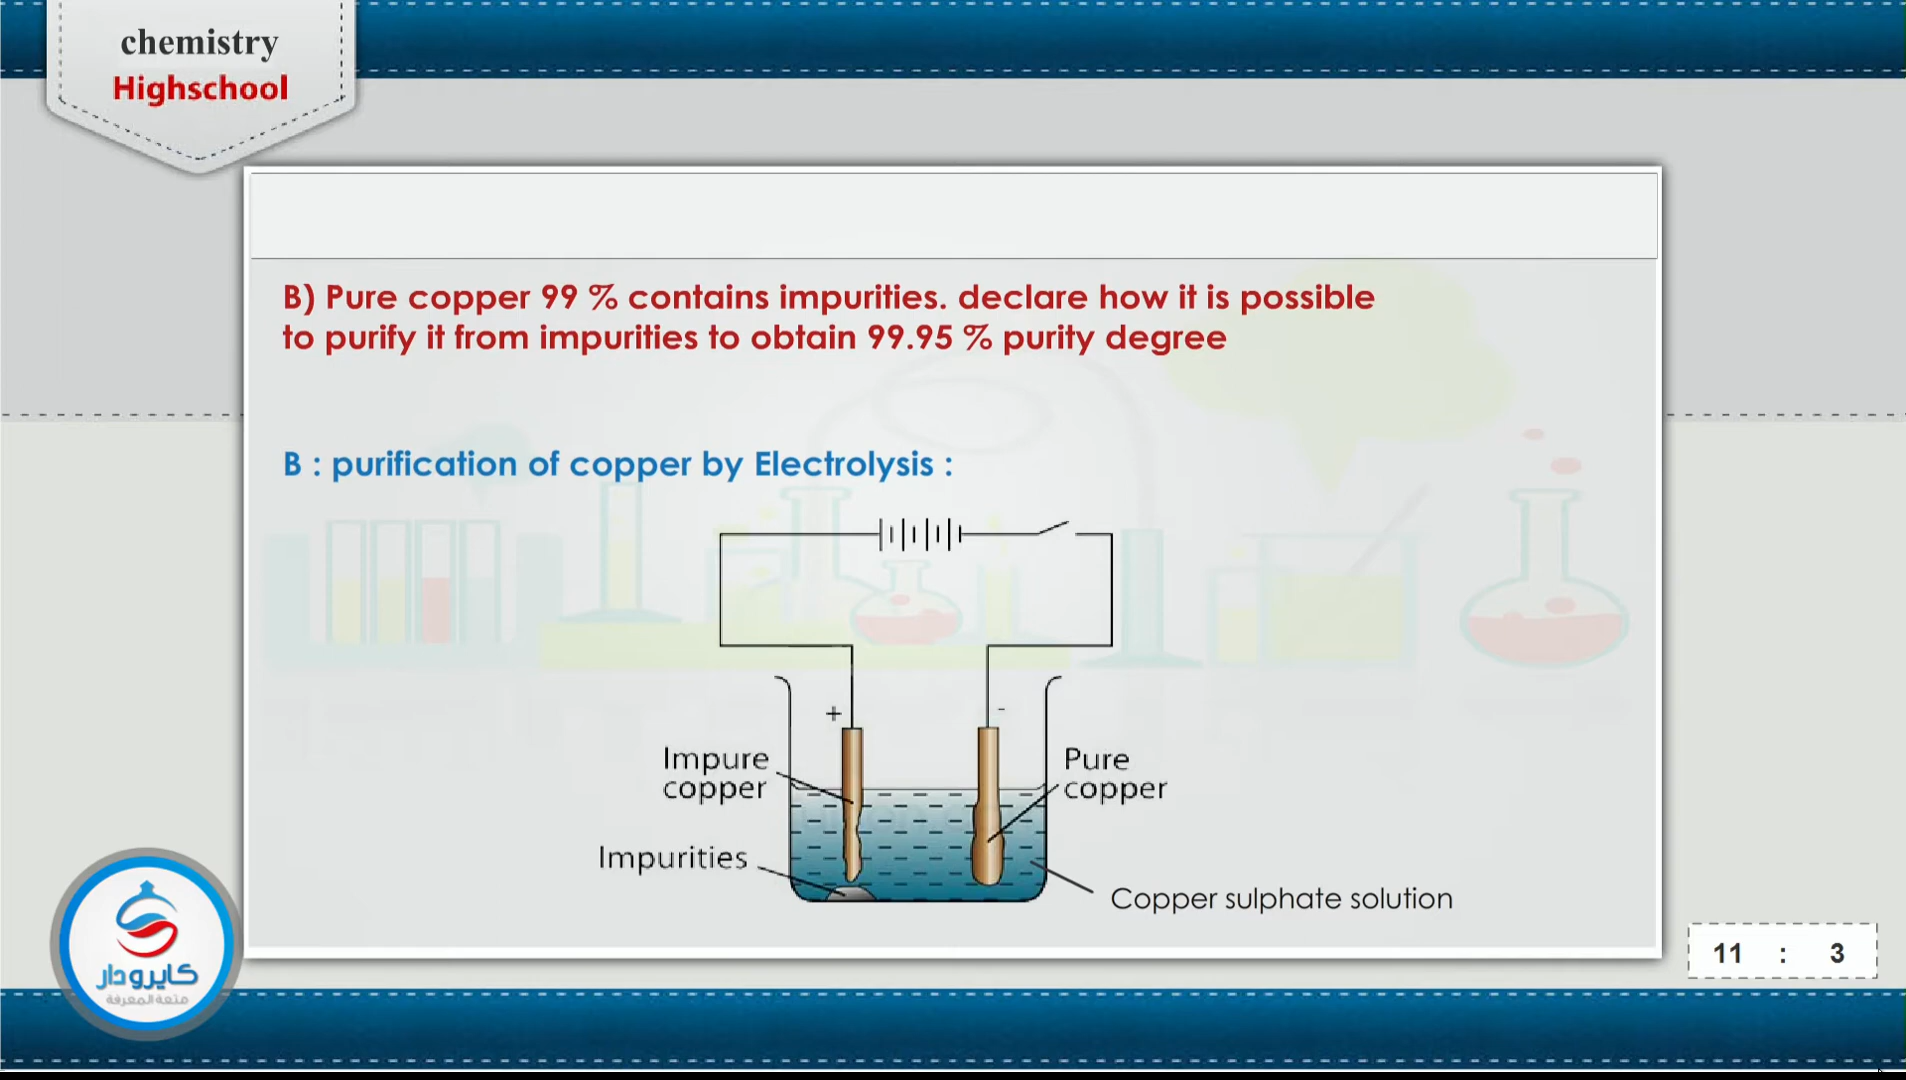 chemistry
Highschool
B) Pure copper 99 % contains impurities. declare how it is possible
to purify it from impurities to obtain 99.95 % purity degree
B : purification of copper by Electrolysis :
+
-
Impure
copper
Pure
copper
Impurities
Copper sulphate solution
كايرودار
متعة المعرفة
11 : 3